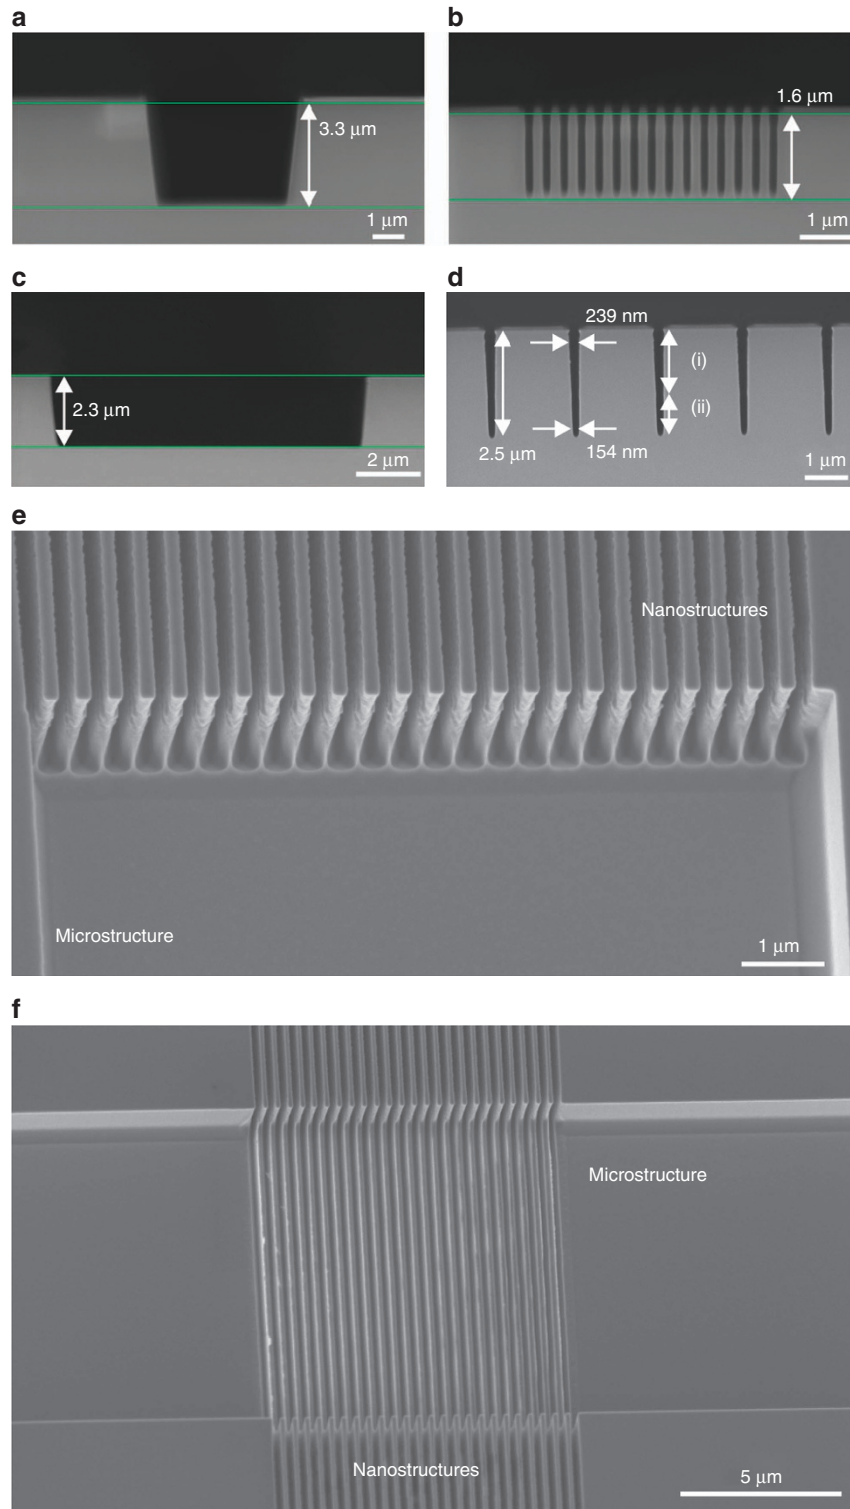 a
3.3 μm
1 μm
b
1.6 μm
1 μm
c
2.3 μm
2 μm
d
239 nm
(i)
(ii)
2.5 μm
154 nm
1 μm
e
Nanostructures
Microstructure
1 μm
f
Microstructure
Nanostructures
5 μm